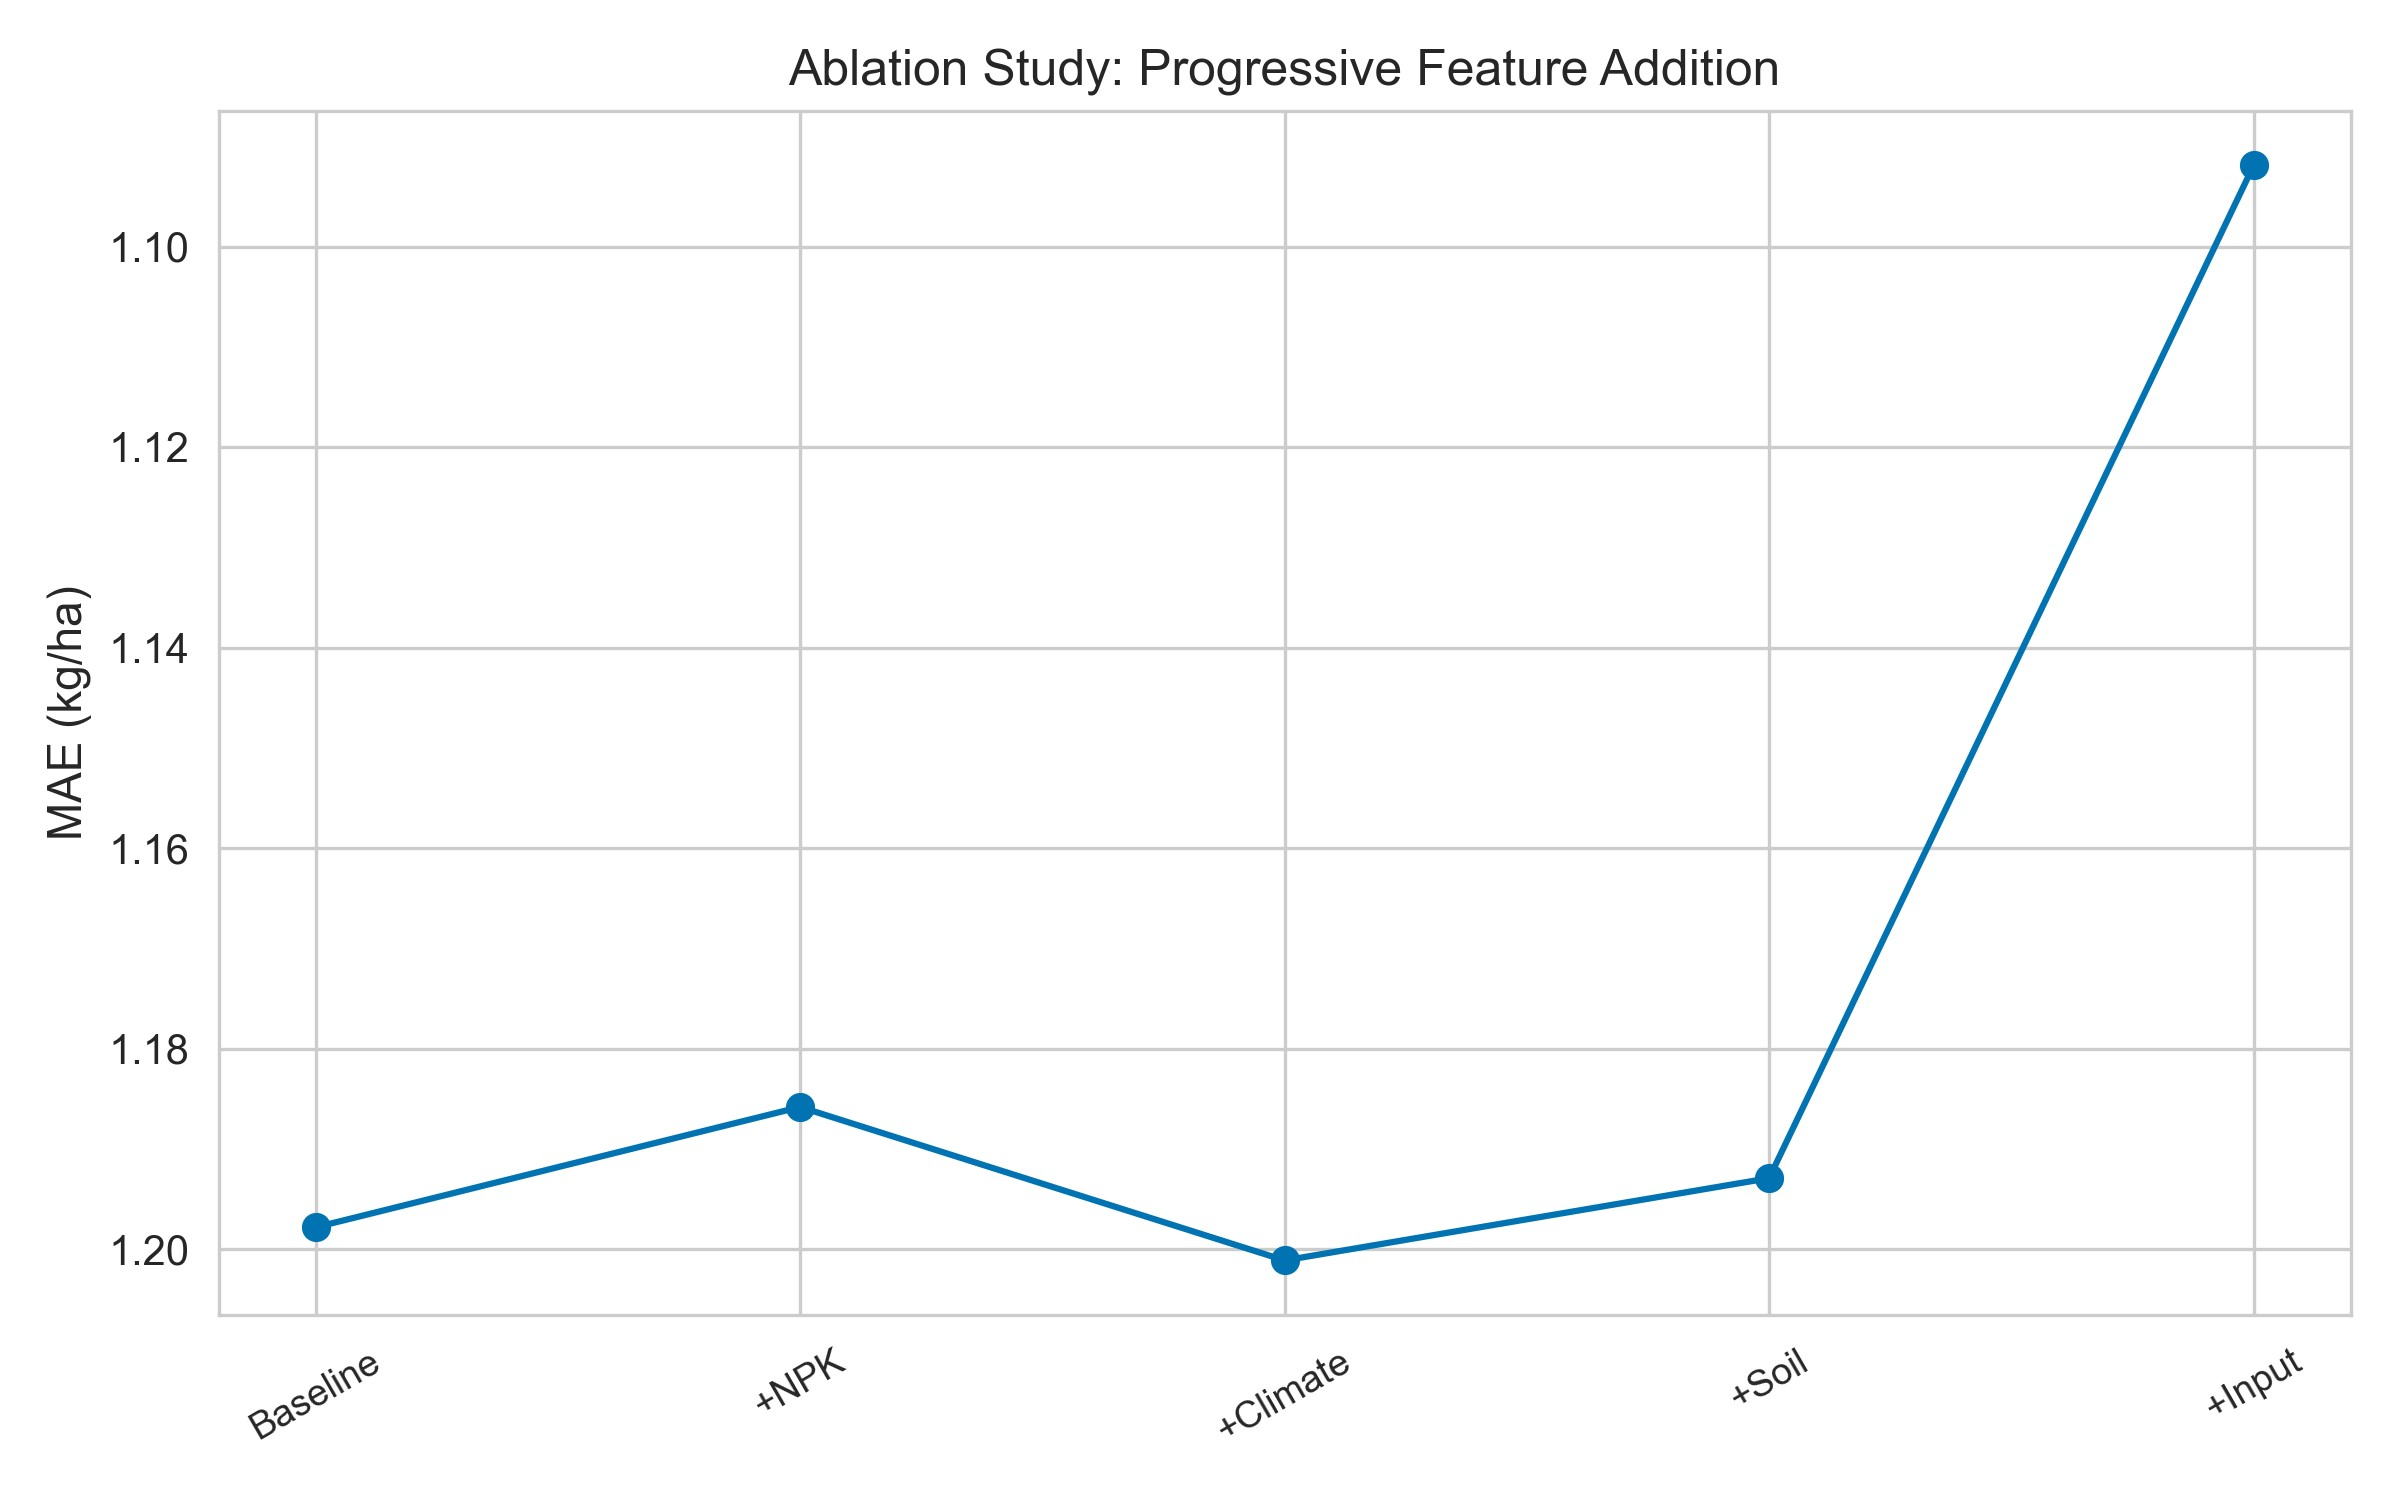 Ablation Study: Progressive Feature Addition
MAE (kg/ha)
1.10
1.12
1.14
1.16
1.18
1.20
Baseline
+NPK
+Climate
+Soil
+Input